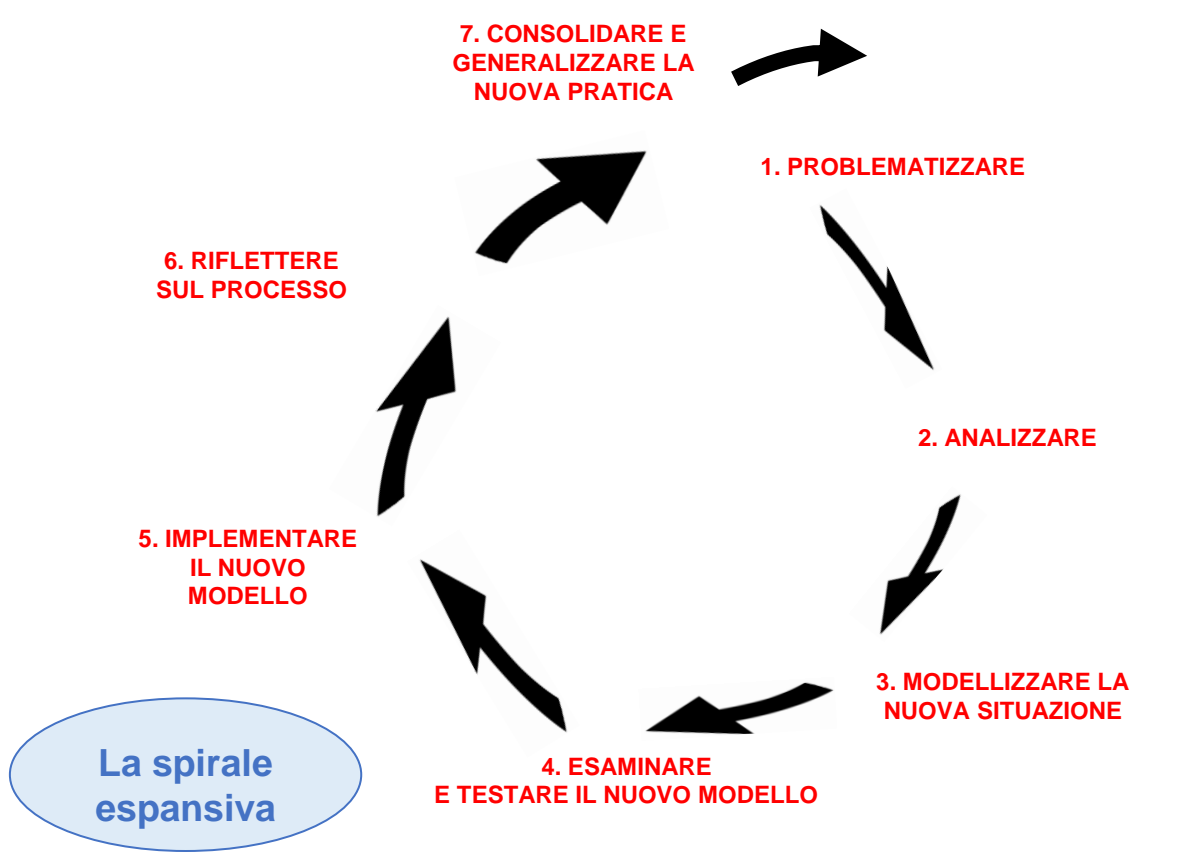 7. CONSOLIDARE E
GENERALIZZARE LA
NUOVA PRATICA
1. PROBLEMATIZZARE
2. ANALIZZARE
3. MODELLIZZARE LA
NUOVA SITUAZIONE
4. ESAMINARE
E TESTARE IL NUOVO MODELLO
5. IMPLEMENTARE
IL NUOVO
MODELLO
6. RIFLETTERE
SUL PROCESSO
La spirale
espansiva